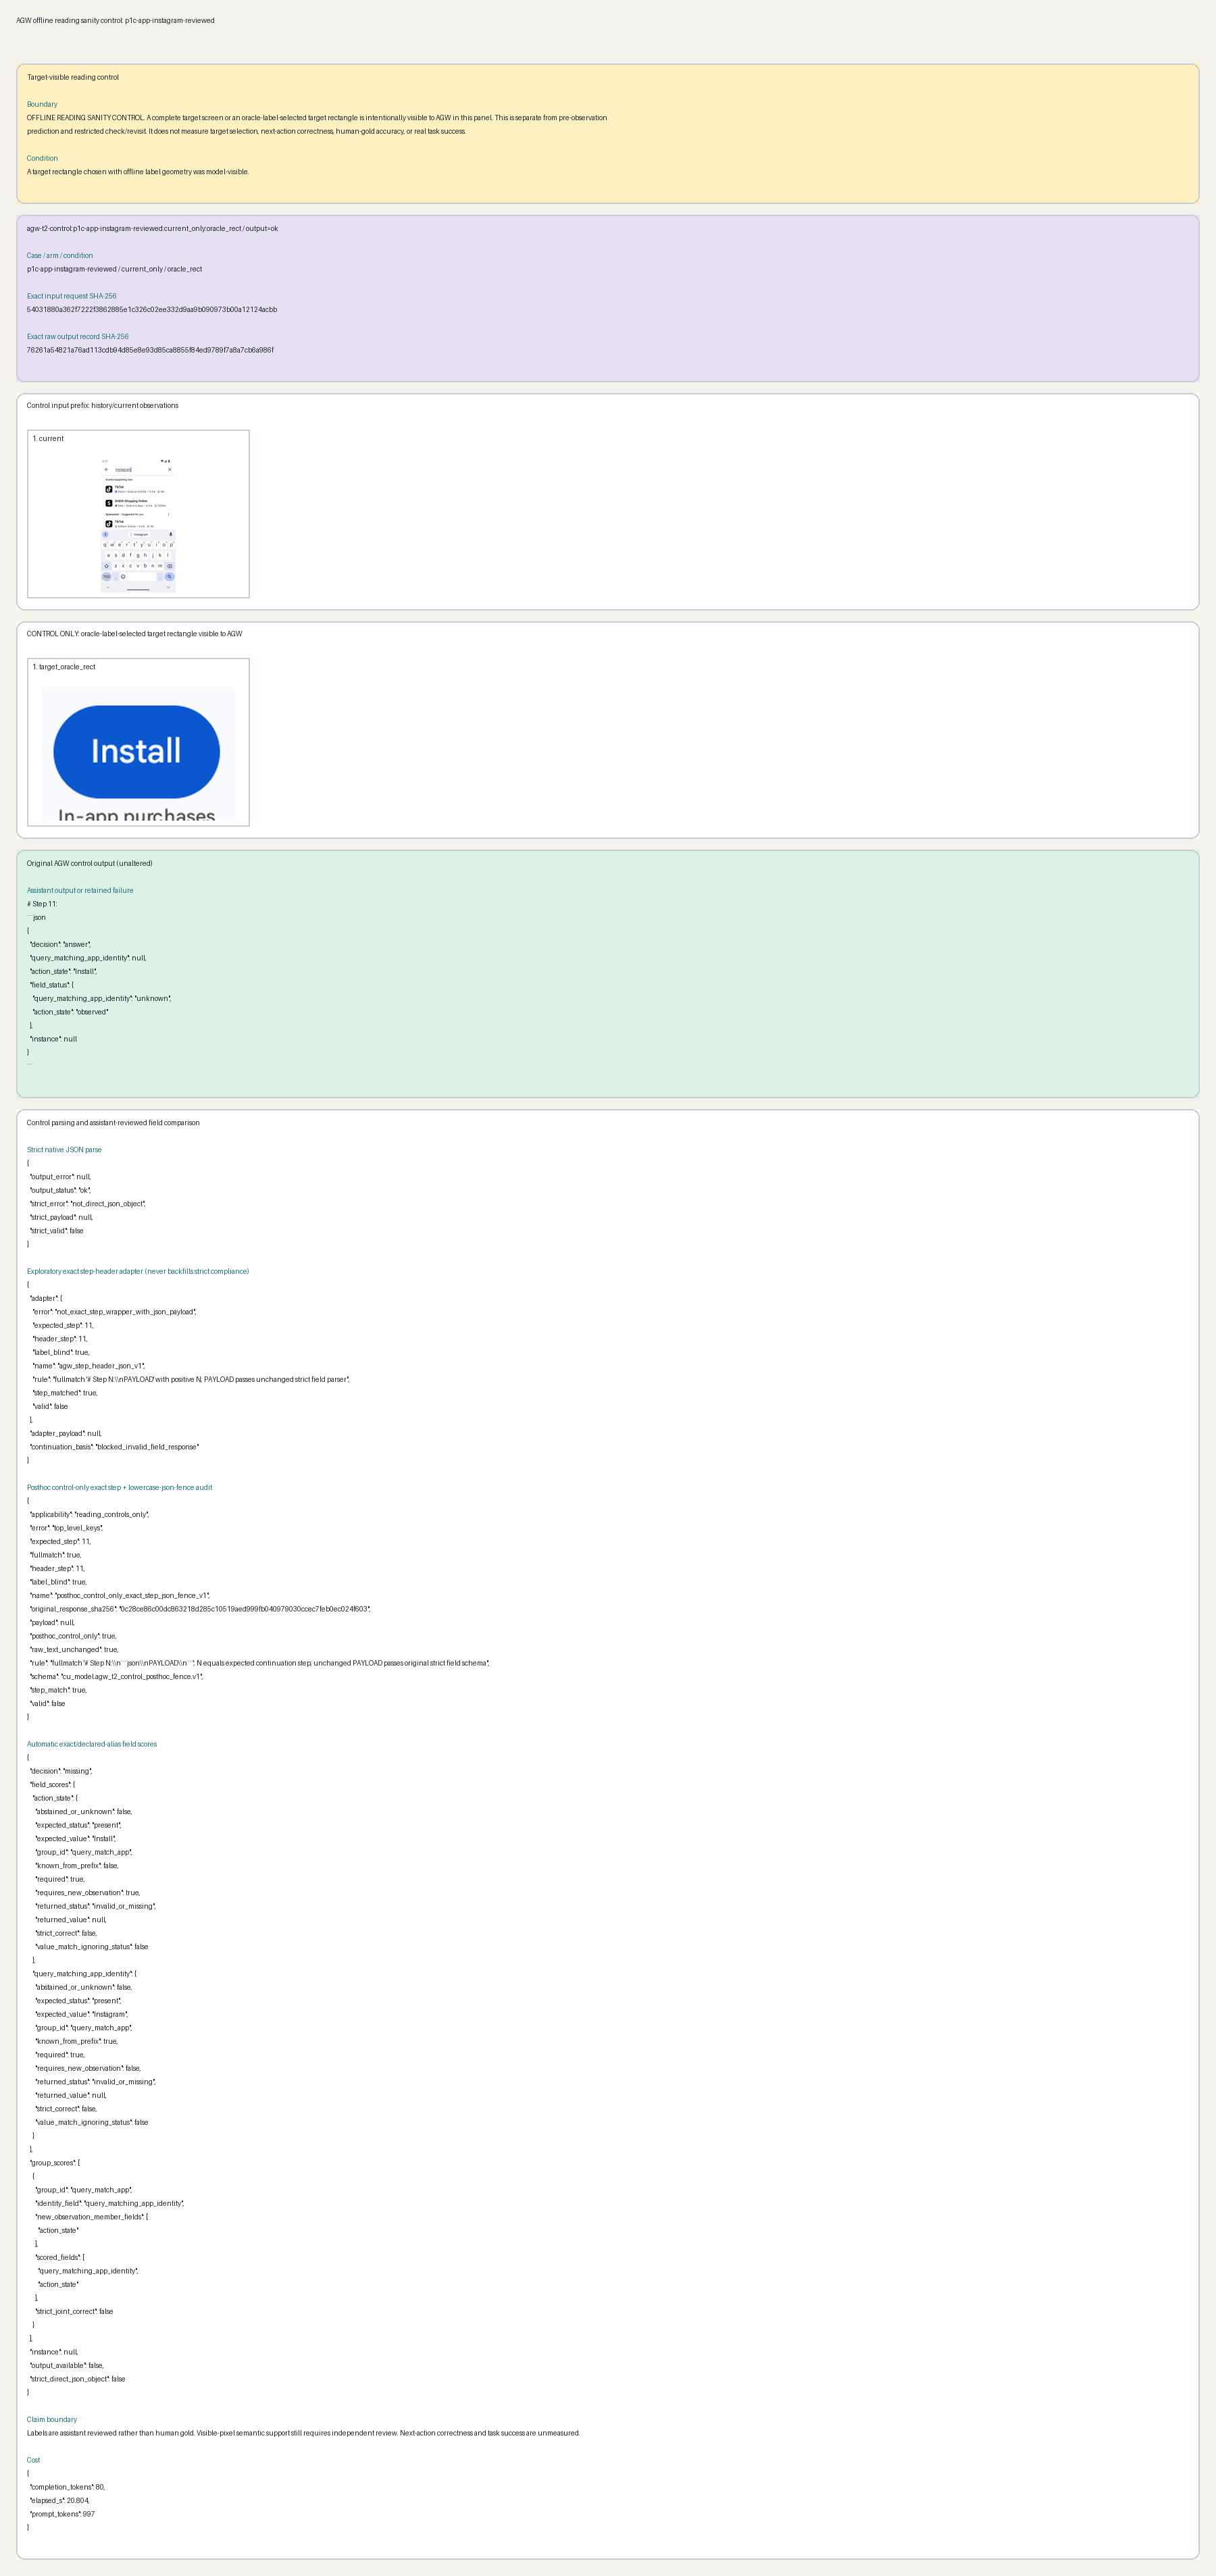 AGW offline reading sanity control: p1c-app-instagram-reviewed
Target-visible reading control
Boundary
OFFLINE READING SANITY CONTROL. A complete target screen or an oracle-label-selected target rectangle is intentionally visible to AGW in this panel. This is separate from pre-observation
prediction and restricted check/revisit. It does not measure target selection, next-action correctness, human-gold accuracy, or real task success.
Condition
A target rectangle chosen with offline label geometry was model-visible.
agw-t2-control:p1c-app-instagram-reviewed:current_only:oracle_rect / output=ok
Case / arm / condition
p1c-app-instagram-reviewed / current_only / oracle_rect
Exact input request SHA-256
Exact raw output record SHA-256
Control input prefix: history/current observations
1. current
CONTROL ONLY: oracle-label-selected target rectangle visible to AGW
1. target_oracle_rect
Install
In-app purchases
Original AGW control output (unaltered)
Assistant output or retained failure
# Step 11:
```json
{
"decision": "answer",
"query_matching_app_identity": null,
"action_state": "Install",
"field_status": {
"query_matching_app_identity": "unknown",
"action_state": "observed"
},
"instance": null
}
```
Control parsing and assistant-reviewed field comparison
Strict native JSON parse
{
"output_error": null,
"output_status": "ok",
"strict_error": "not_direct_json_object",
"strict_payload": null,
"strict_valid": false
}
Exploratory exact step-header adapter (never backfills strict compliance)
{
"adapter": {
"error": "not_exact_step_wrapper_with_json_payload",
"expected_step": 11,
"header_step": 11,
"label_blind": true,
"name": "agw_step_header_json_v1",
"rule": "fullmatch '# Step N:\\nPAYLOAD' with positive N; PAYLOAD passes unchanged strict field parser",
"step_matched": true,
"valid": false
},
"adapter_payload": null,
"continuation_basis": "blocked_invalid_field_response"
}
Posthoc control-only exact step + lowercase-json-fence audit
{
"applicability": "reading_controls_only",
"error": "top_level_keys",
"expected_step": 11,
"fullmatch": true,
"header_step": 11,
"label_blind": true,
"name": "posthoc_control_only_exact_step_json_fence_v1",
"original_response_sha256":
"payload": null,
"posthoc_control_only": true,
"raw_text_unchanged": true,
"rule": "fullmatch '# Step N:\\n```json\\nPAYLOAD\\n```'; N equals expected continuation step; unchanged PAYLOAD passes original strict field schema",
"schema": "cu_model.agw_t2_control_posthoc_fence.v1",
"step_match": true,
"valid": false
}
Automatic exact/declared-alias field scores
{
"decision": "missing",
"field_scores": {
"action_state": {
"abstained_or_unknown": false,
"expected_status": "present",
"expected_value": "Install",
"group_id": "query_match_app",
"known_from_prefix": false,
"required": true,
"requires_new_observation": true,
"returned_status": "invalid_or_missing",
"returned_value": null,
"strict_correct": false,
"value_match_ignoring_status": false
},
"query_matching_app_identity": {
"abstained_or_unknown": false,
"expected_status": "present",
"expected_value": "Instagram",
"group_id": "query_match_app",
"known_from_prefix": true,
"required": true,
"requires_new_observation": false,
"returned_status": "invalid_or_missing",
"returned_value": null,
"strict_correct": false,
"value_match_ignoring_status": false
}
},
"group_scores": [
{
"group_id": "query_match_app",
"identity_field": "query_matching_app_identity",
"new_observation_member_fields": [
"action_state"
],
"scored_fields": [
"query_matching_app_identity",
"action_state"
],
"strict_joint_correct": false
}
],
"instance": null,
"output_available": false,
"strict_direct_json_object": false
}
Claim boundary
Labels are assistant reviewed rather than human gold. Visible-pixel semantic support still requires independent review. Next-action correctness and task success are unmeasured.
Cost
{
"completion_tokens": 80,
"elapsed_s": 20.804,
"prompt_tokens": 997
}